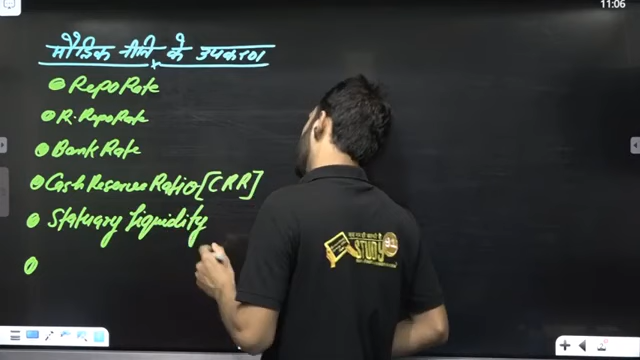 11:06
मौद्रिक नीति के उपकरण
Repo Rate
R. Repo Rate
Bank Rate
Cash Reserve Ratio [CRR]
Statuary liquidity
STUDY